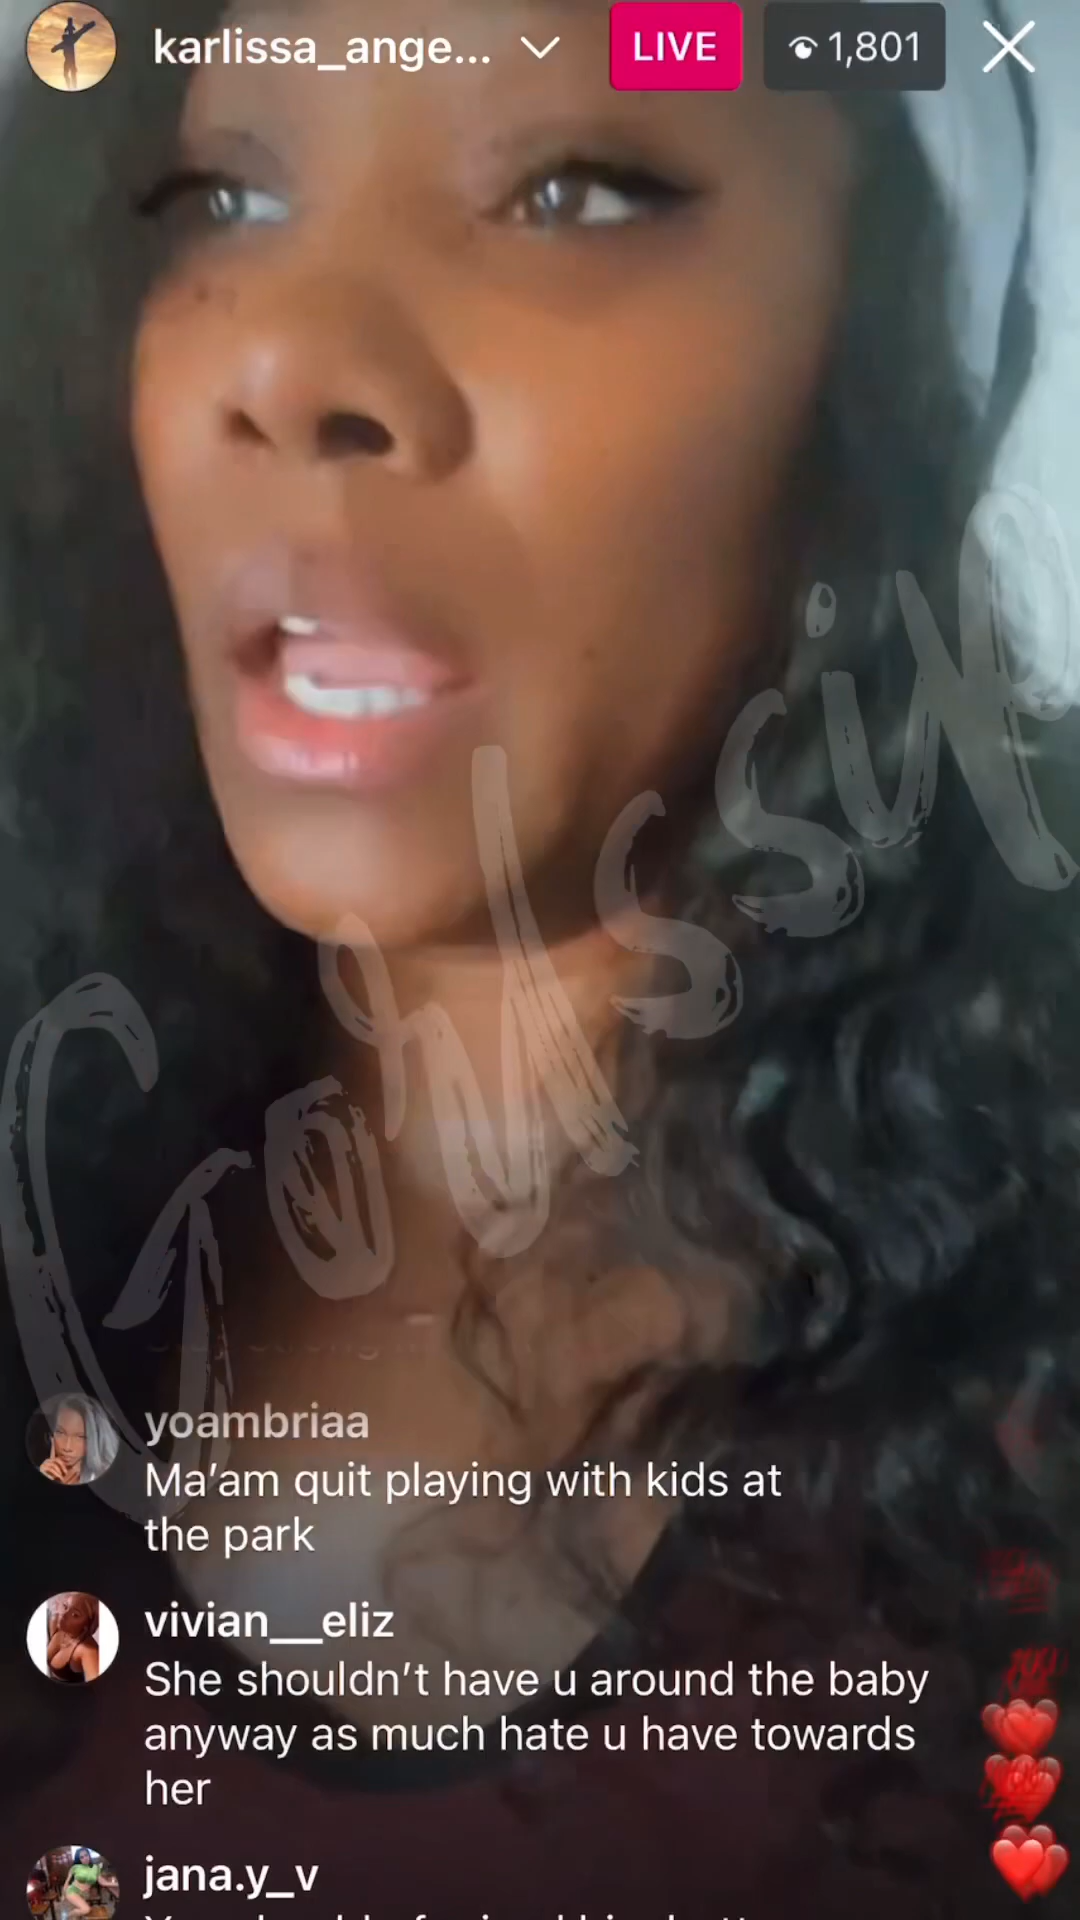 karlissa_ange...
LIVE
1,801
GoMssip
yoambriaa
Ma’am quit playing with kids at
the park
vivian__eliz
She shouldn’t have u around the baby
anyway as much hate u have towards
her
jana.y_v